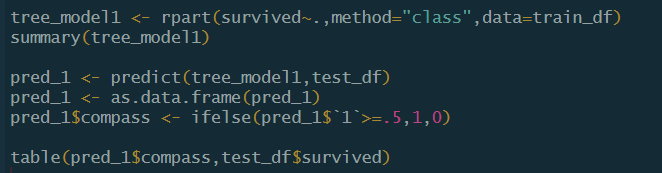 tree_model1 <- rpart(survived~.,method="class",data=train_df)
summary(tree_model1)
pred_1 <- predict(tree_model1,test_df)
pred_1 <- as.data.frame(pred_1)
pred_1$compass <- ifelse(pred_1$`1`>=.5,1,0)
table(pred_1$compass,test_df$survived)